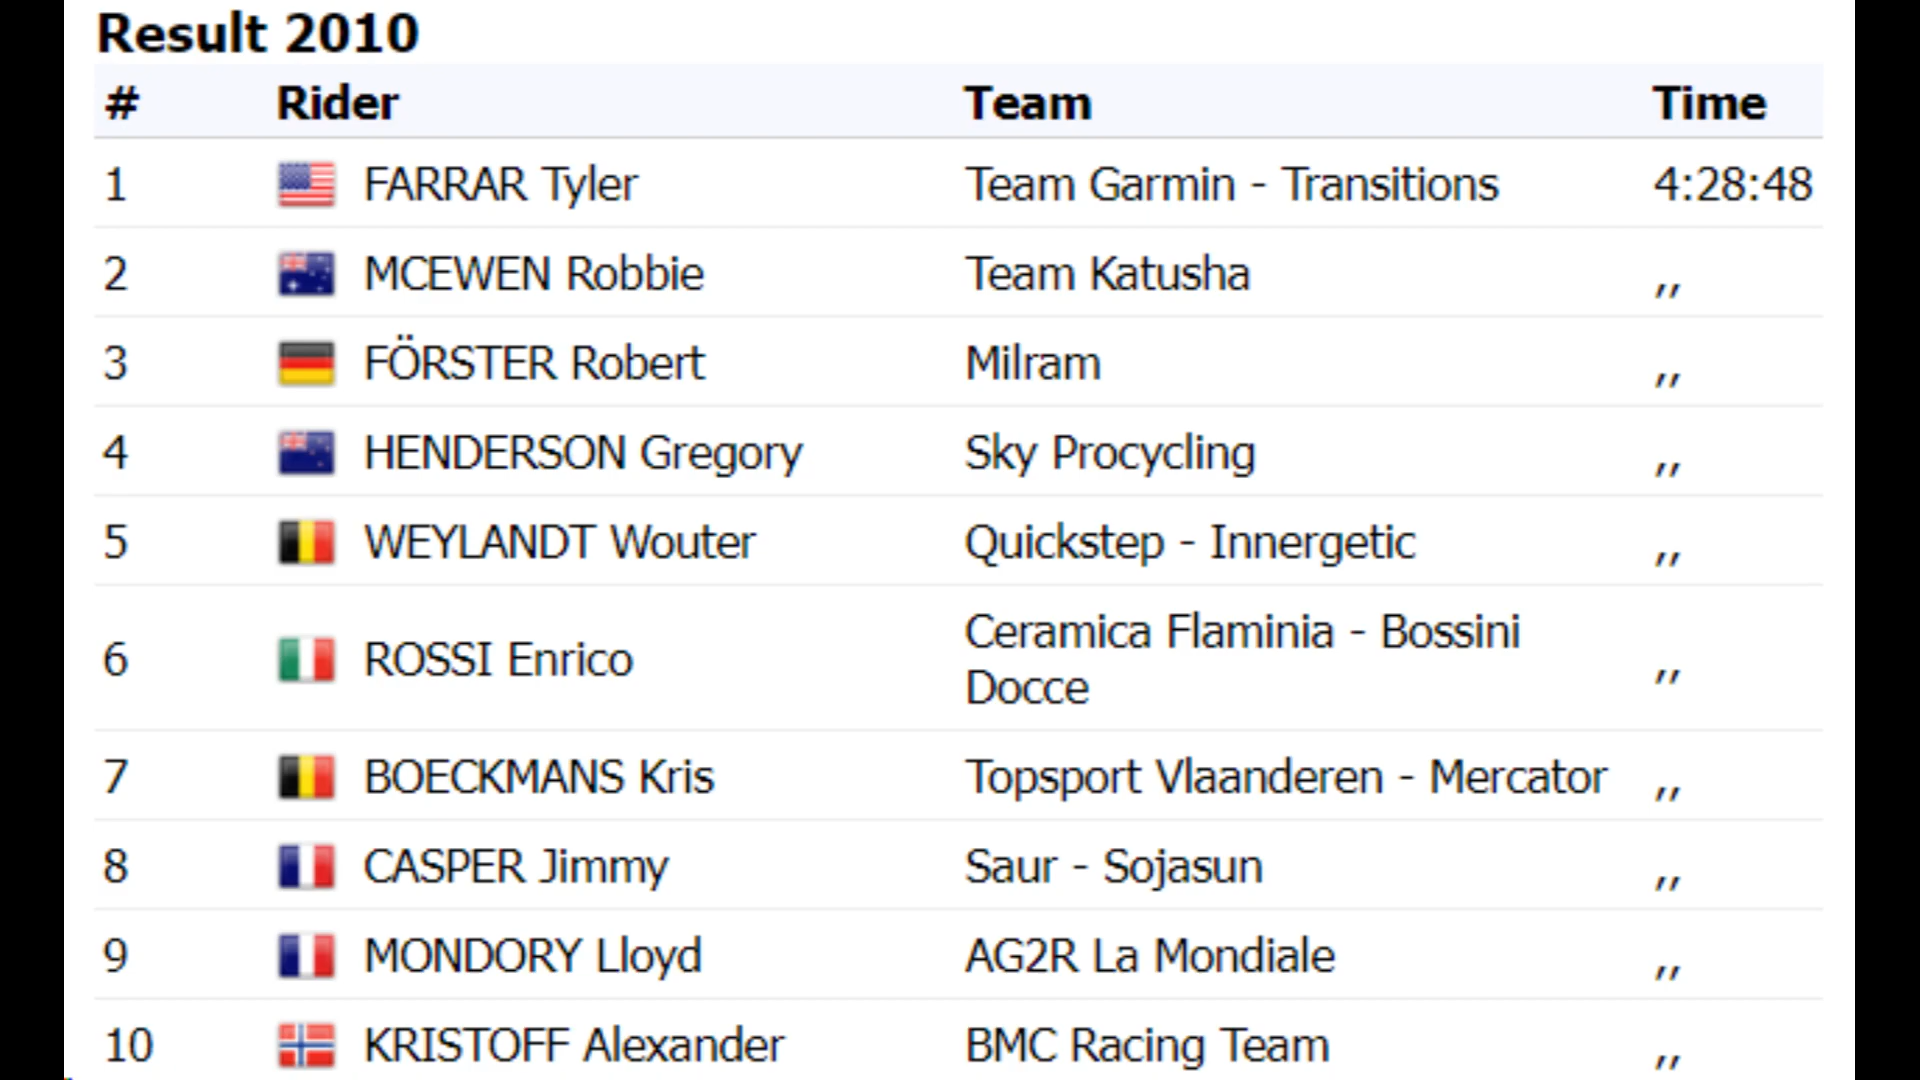 Result 2010
# Rider Team Time
1 FARRAR Tyler Team Garmin - Transitions 4:28:48
2 MCEWEN Robbie Team Katusha ,,
3 FÖRSTER Robert Milram ,,
4 HENDERSON Gregory Sky Procycling ,,
5 WEYLANDT Wouter Quickstep - Innergetic ,,
6 ROSSI Enrico Ceramica Flaminia - Bossini
Docce ,,
7 BOECKMANS Kris Topsport Vlaanderen - Mercator ,,
8 CASPER Jimmy Saur - Sojasun ,,
9 MONDORY Lloyd AG2R La Mondiale ,,
10 KRISTOFF Alexander BMC Racing Team ,,